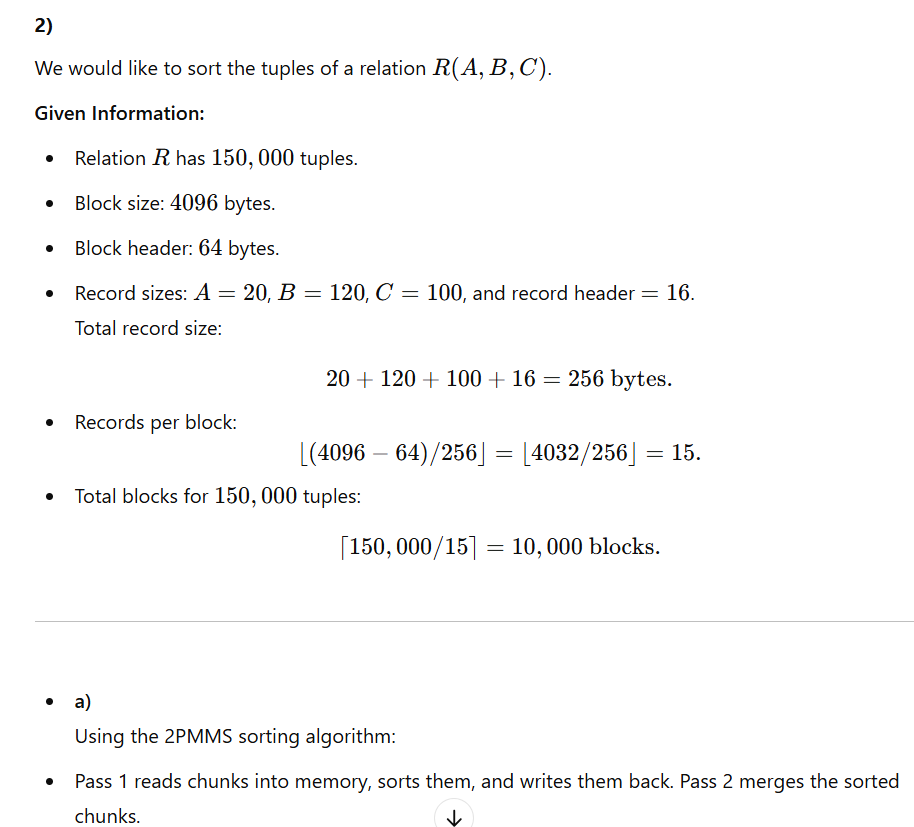 2)
We would like to sort the tuples of a relation R(A, B, C).
Given Information:
• Relation R has 150, 000 tuples.
• Block size: 4096 bytes.
• Block header: 64 bytes.
• Record sizes: A = 20, B = 120, C = 100, and record header = 16.
Total record size:
20 + 120 + 100 + 16 = 256 bytes.
• Records per block:
⌊(4096 − 64)/256⌋ = ⌊4032/256⌋ = 15.
• Total blocks for 150, 000 tuples:
⌈150, 000/15⌉ = 10, 000 blocks.
• a)
Using the 2PMMS sorting algorithm:
• Pass 1 reads chunks into memory, sorts them, and writes them back. Pass 2 merges the sorted
chunks.